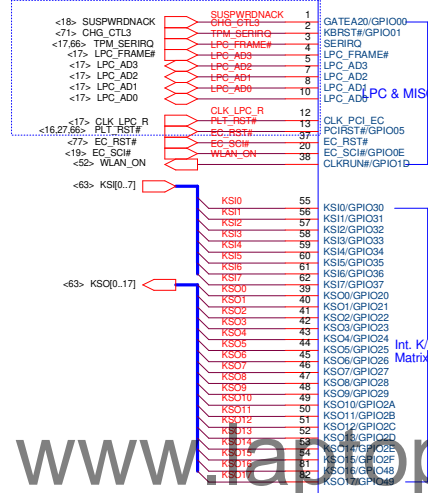 <18> SUSPWRDNACK SUSPWRDNACK 1 GATEA20/GPIO00
<71> CHG_CTL3 CHG_CTL3 2 KBRST#/GPIO01
<17,66> TPM_SERIRQ TPM_SERIRQ 3 SERIRQ
<17> LPC_FRAME# LPC_FRAME# 4 LPC_FRAME#
<17> LPC_AD3 LPC_AD3 5 LPC_AD3
<17> LPC_AD2 LPC_AD2 7 LPC_AD2
<17> LPC_AD1 LPC_AD1 8 LPC_AD1
<17> LPC_AD0 LPC_AD0 10 LPC_AD0
LPC & MISC
<17> CLK_LPC_R CLK_LPC_R 12 CLK_PCI_EC
<16,27,66> PLT_RST# PLT_RST# 13 PCIRST#/GPIO05
<77> EC_RST# EC_RST# 37 EC_RST#
<19> EC_SCI# EC_SCI# 20 EC_SCI#/GPIO0E
<52> WLAN_ON WLAN_ON 38 CLKRUN#/GPIO1D
<63> KSI[0..7]
KSI0 55 KSI0/GPIO30
KSI1 56 KSI1/GPIO31
KSI2 57 KSI2/GPIO32
KSI3 58 KSI3/GPIO33
KSI4 59 KSI4/GPIO34
KSI5 60 KSI5/GPIO35
KSI6 61 KSI6/GPIO36
KSI7 62 KSI7/GPIO37
<63> KSO[0..17]
KSO0 39 KSO0/GPIO20
KSO1 40 KSO1/GPIO21
KSO2 41 KSO2/GPIO22
KSO3 42 KSO3/GPIO23
KSO4 43 KSO4/GPIO24
KSO5 44 KSO5/GPIO25
KSO6 45 KSO6/GPIO26
KSO7 46 KSO7/GPIO27
KSO8 47 KSO8/GPIO28
KSO9 48 KSO9/GPIO29
KSO10 49 KSO10/GPIO2A
KSO11 50 KSO11/GPIO2B
KSO12 51 KSO12/GPIO2C
KSO13 52 KSO13/GPIO2D
KSO14 53 KSO14/GPIO2E
KSO15 54 KSO15/GPIO2F
KSO16 81 KSO16/GPIO48
KSO17 82 KSO17/GPIO49
Int. K/
Matrix
www.laptop